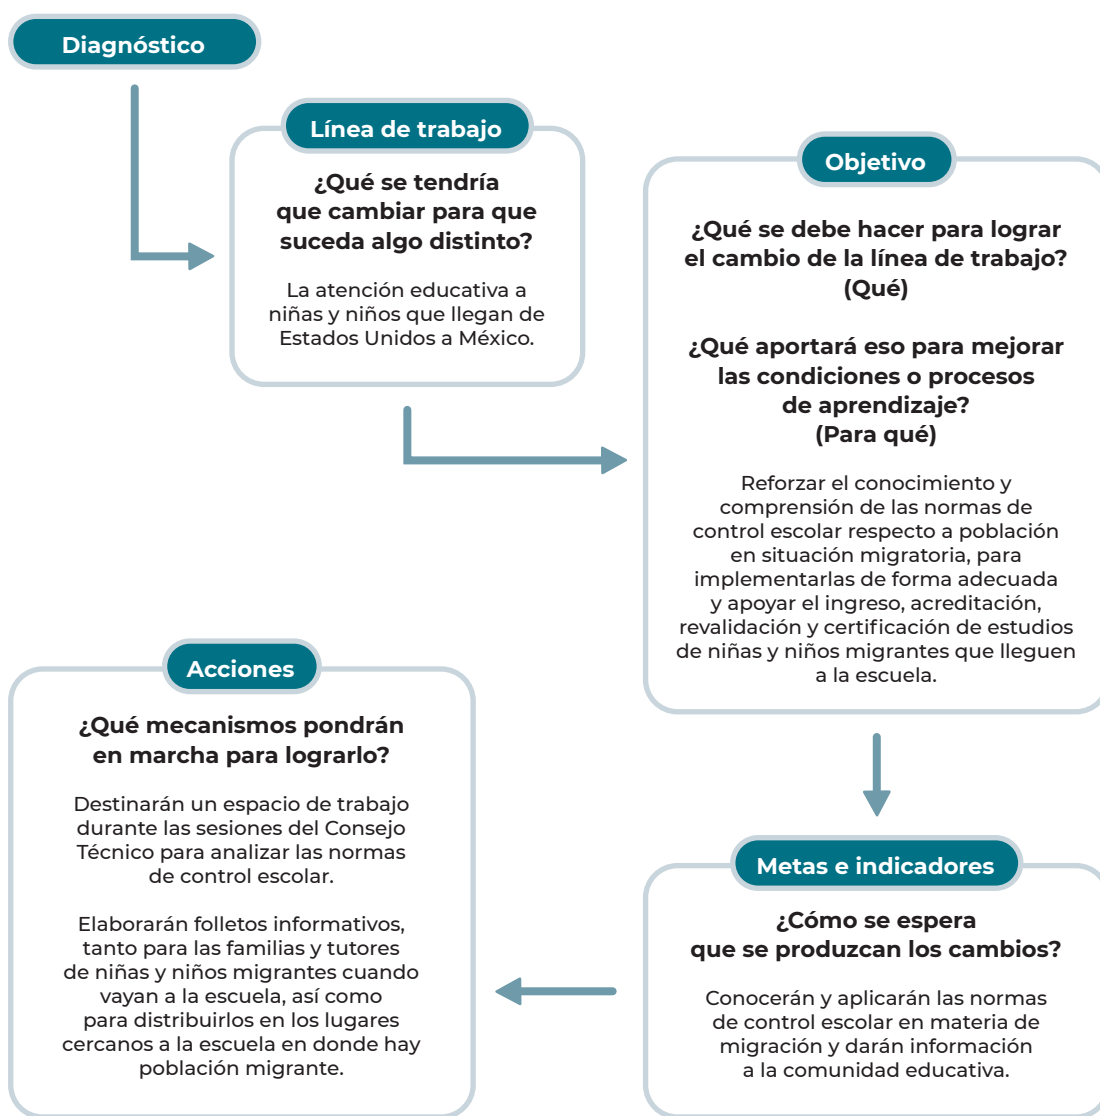 Diagnóstico
Línea de trabajo
¿Qué se tendría
que cambiar para que
suceda algo distinto?
La atención educativa a
niñas y niños que llegan de
Estados Unidos a México.
Objetivo
¿Qué se debe hacer para lograr
el cambio de la línea de trabajo?
(Qué)
¿Qué aportará eso para mejorar
las condiciones o procesos
de aprendizaje?
(Para qué)
Reforzar el conocimiento y
comprensión de las normas de
control escolar respecto a población
en situación migratoria, para
implementarlas de forma adecuada
y apoyar el ingreso, acreditación,
revalidación y certificación de estudios
de niñas y niños migrantes que lleguen
a la escuela.
Metas e indicadores
¿Cómo se espera
que se produzcan los cambios?
Conocerán y aplicarán las normas
de control escolar en materia de
migración y darán información
a la comunidad educativa.
Acciones
¿Qué mecanismos pondrán
en marcha para lograrlo?
Destinarán un espacio de trabajo
durante las sesiones del Consejo
Técnico para analizar las normas
de control escolar.
Elaborarán folletos informativos,
tanto para las familias y tutores
de niñas y niños migrantes cuando
vayan a la escuela, así como
para distribuirlos en los lugares
cercanos a la escuela en donde hay
población migrante.